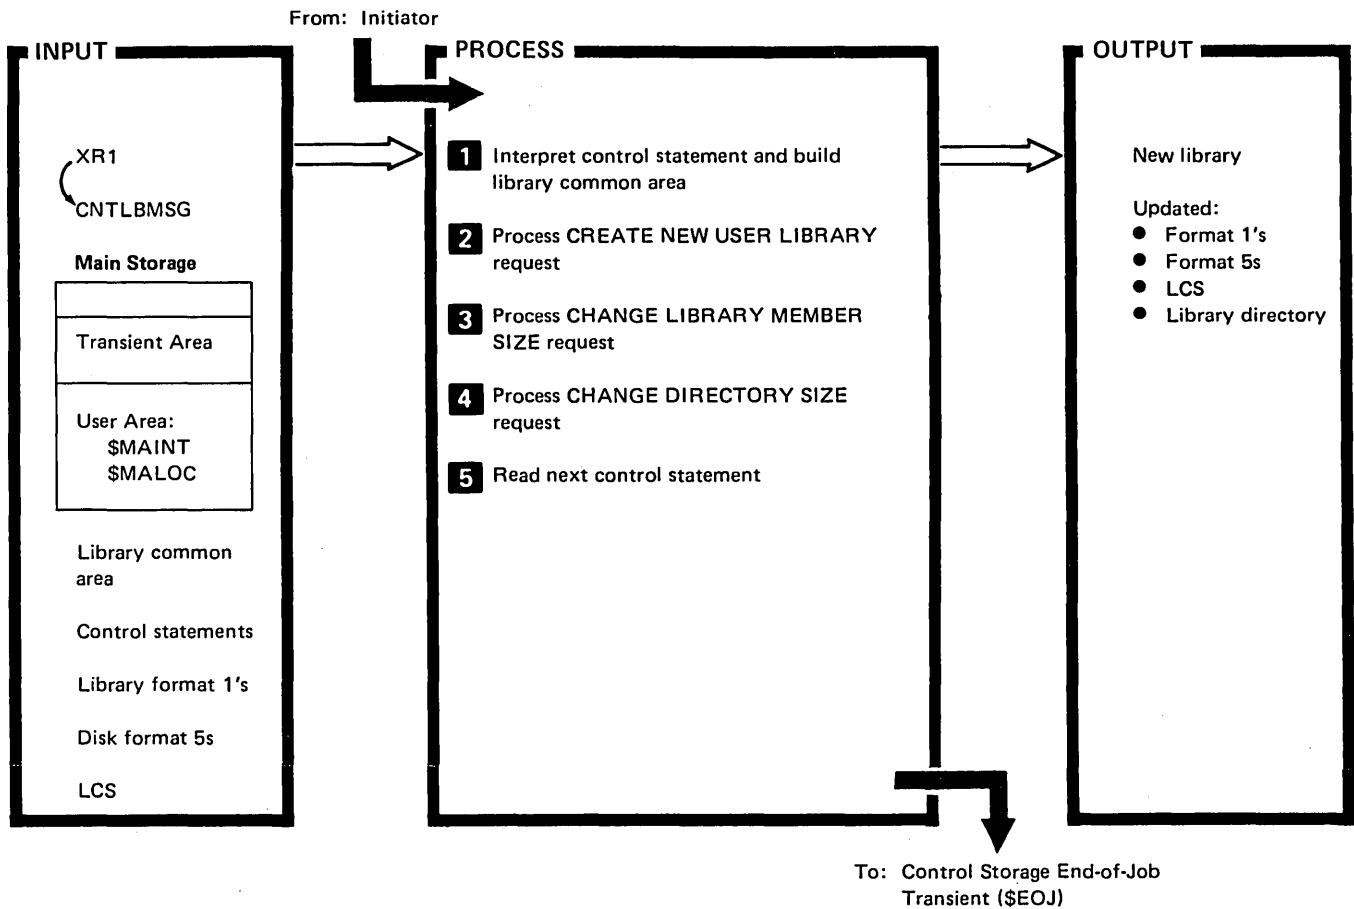 From: Initiator
INPUT
XR1
CNTLBMSG
Main Storage
Transient Area
User Area:
$MAINT
$MALOC
Library common
area
Control statements
Library format 1's
Disk format 5s
LCS
PROCESS
1 Interpret control statement and build
library common area
2 Process CREATE NEW USER LIBRARY
request
3 Process CHANGE LIBRARY MEMBER
SIZE request
4 Process CHANGE DIRECTORY SIZE
request
5 Read next control statement
OUTPUT
New library
Updated:
● Format 1's
● Format 5s
● LCS
● Library directory
To: Control Storage End-of-Job
Transient ($EOJ)